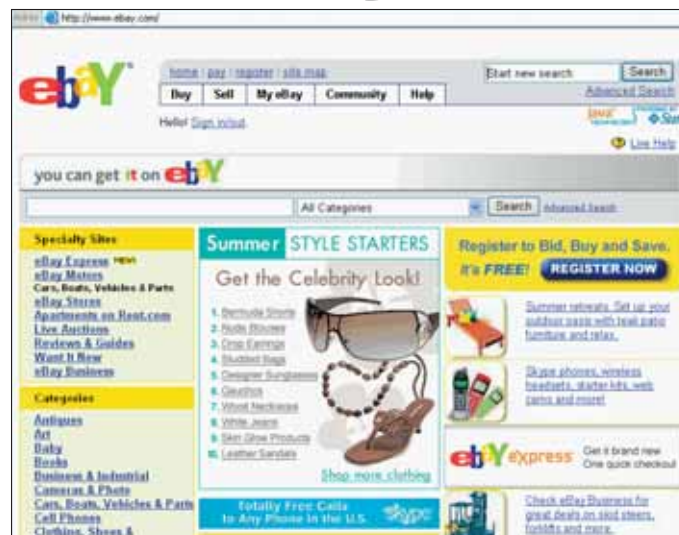 http://www.ebay.com/
ebaY
home | pay | register | site map
Start new search
Search
Buy
Sell
My eBay
Community
Help
Advanced Search
Hello! Sign in/out.
Java
Sun
Live Help
you can get it on ebaY
All Categories
Search
Advanced Search
Specialty Sites
eBay Express NEW!
eBay Motors
Cars, Boats, Vehicles & Parts
eBay Stores
Apartments on Rent.com
Live Auctions
Reviews & Guides
Want It Now
eBay Business
Categories
Antiques
Art
Baby
Books
Business & Industrial
Cameras & Photo
Cars, Boats, Vehicles & Parts
Cell Phones
Clothing, Shoes &
Summer STYLE STARTERS
Get the Celebrity Look!
1. Bermuda Shorts
2. Nude Blouses
3. Drop Earrings
4. Studded Bags
5. Designer Sunglasses
6. Gauchos
7. Wood Necklaces
8. White Jeans
9. Skin Glow Products
10. Leather Sandals
Shop more clothing
Totally Free Calls
to Any Phone in the U.S.
skype
Register to Bid, Buy and Save.
It's FREE!
REGISTER NOW
Summer retreats. Set up your
outdoor oasis with teak patio
furniture and relax.
Skype phones, wireless
headsets, starter kits, web
cams and more!
ebaY express
Get it brand new
One quick checkout
Check eBay Business for
great deals on skid steers,
forklifts and more.